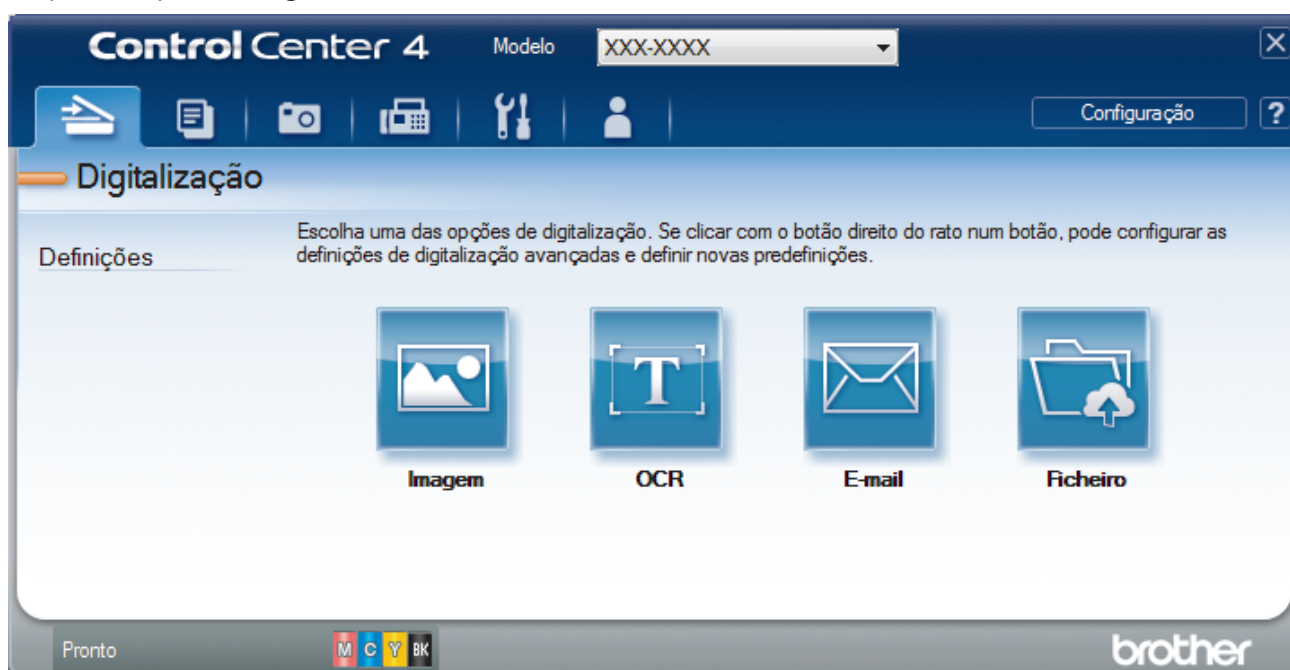 Control Center 4
Modelo
XXX-XXXX
Configuração
?
Digitalização
Definições
Escolha uma das opções de digitalização. Se clicar com o botão direito do rato num botão, pode configurar as
definições de digitalização avançadas e definir novas predefinições.
T
Imagem
OCR
E-mail
Ficheiro
Pronto
M C Y BK
brother